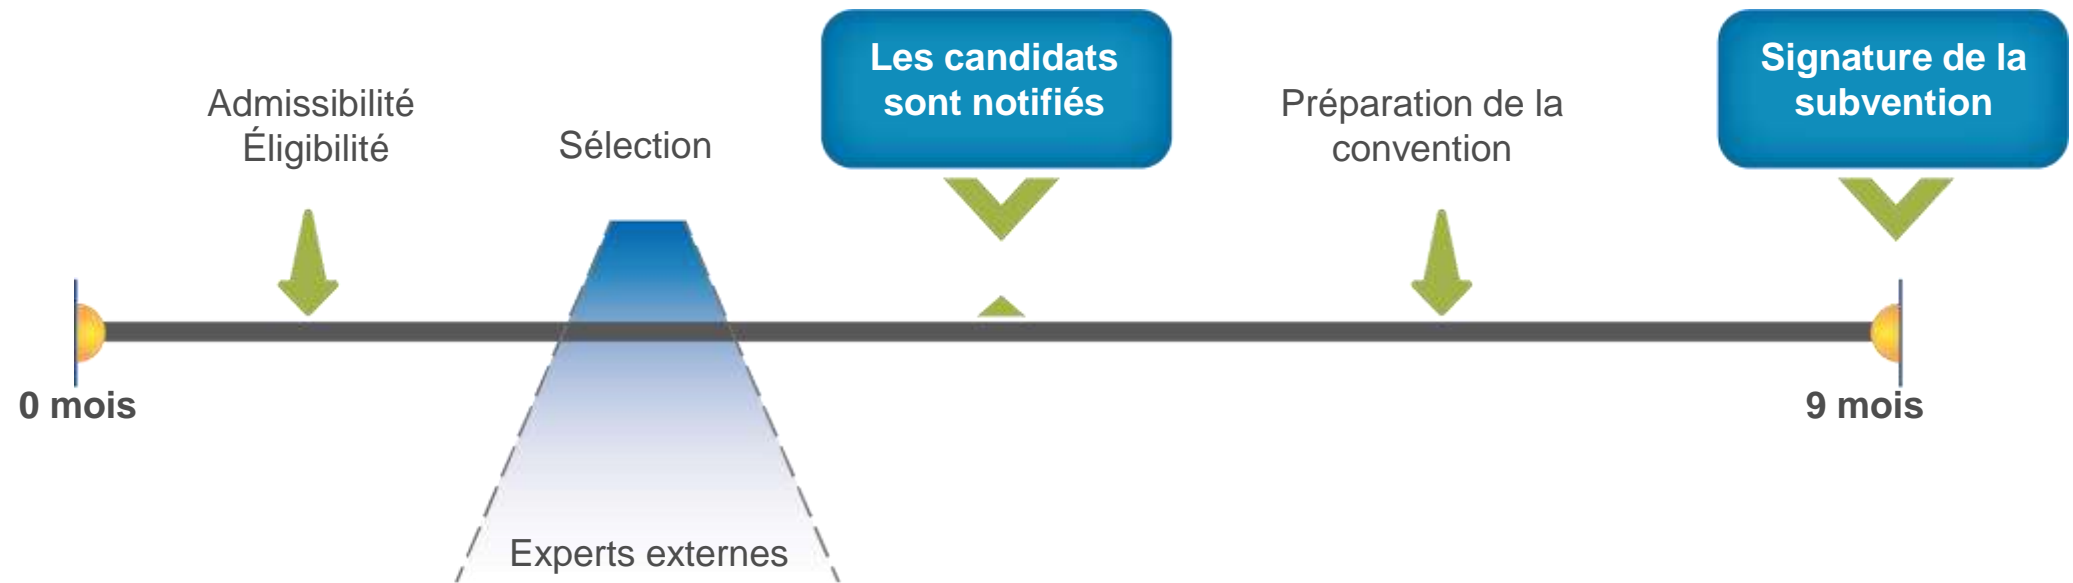 Admissibilité
Éligibilité
Sélection
Les candidats
sont notifiés
Préparation de la
convention
Signature de la
subvention
0 mois
9 mois
Experts externes